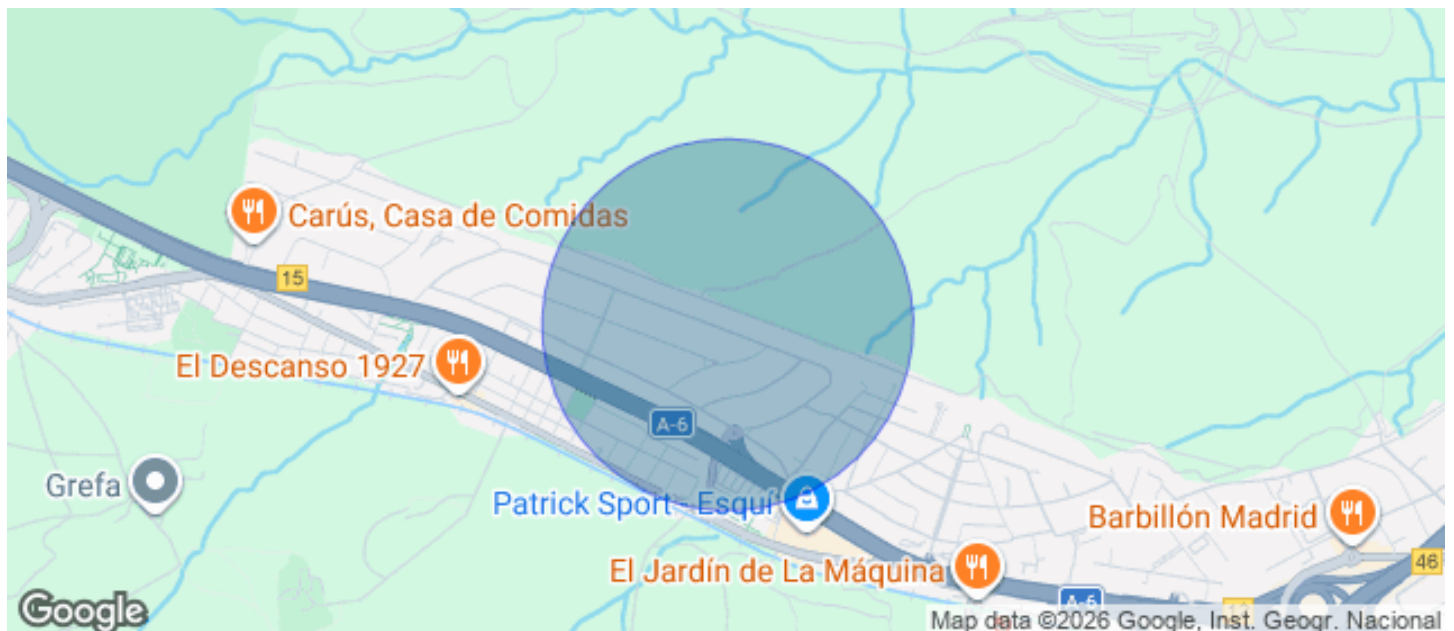 Carús, Casa de Comidas
15
El Descanso 1927
A-6
Grefa
Patrick Sport - Esquí
Barbillón Madrid
El Jardín de La Máquina
46
A-6
Google
Map data ©2026 Google, Inst. Geogr. Nacional